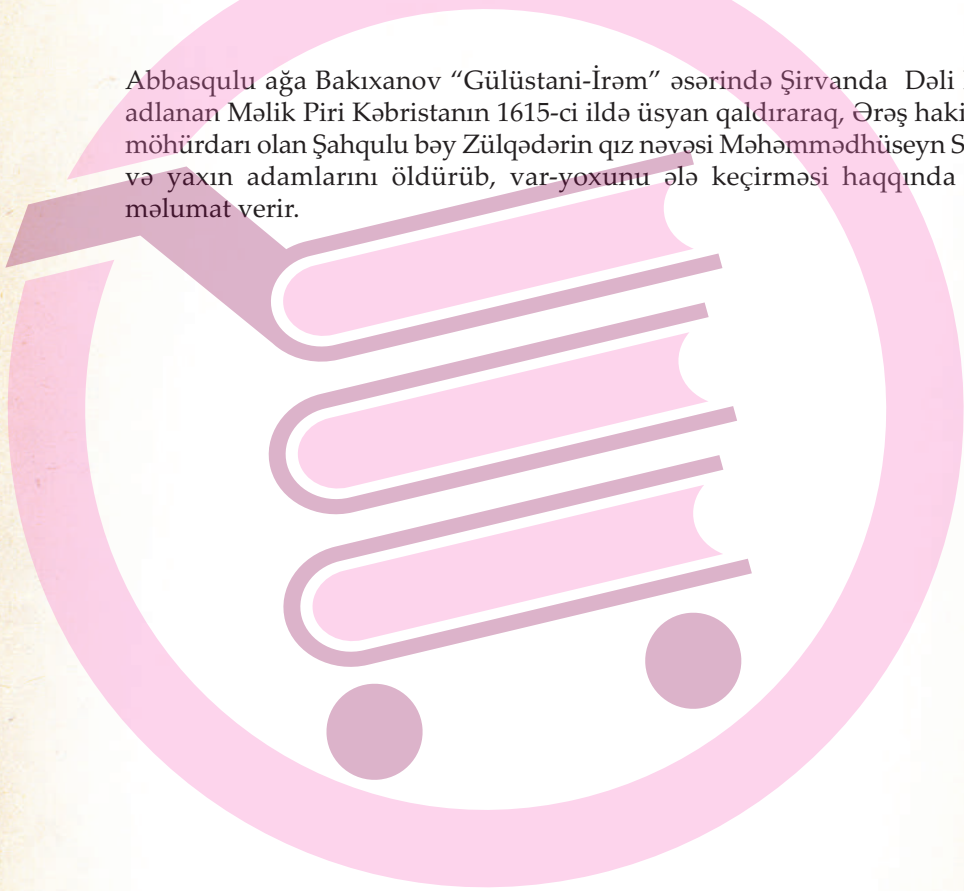 Abbasqulu ağa Bakıxanov “Gülüstani-İrəm” əsərində Şirvanda Dəli
adlanan Məlik Piri Kəbristanın 1615-ci ildə üsyan qaldıraraq, Ərəş
möhürdarı olan Şahqulu bəy Zülqədərin qız nəvəsi Məhəmmədhüseyn
və yaxın adamlarını öldürüb, var-yoxunu ələ keçirməsi haqqında
məlumat verir.